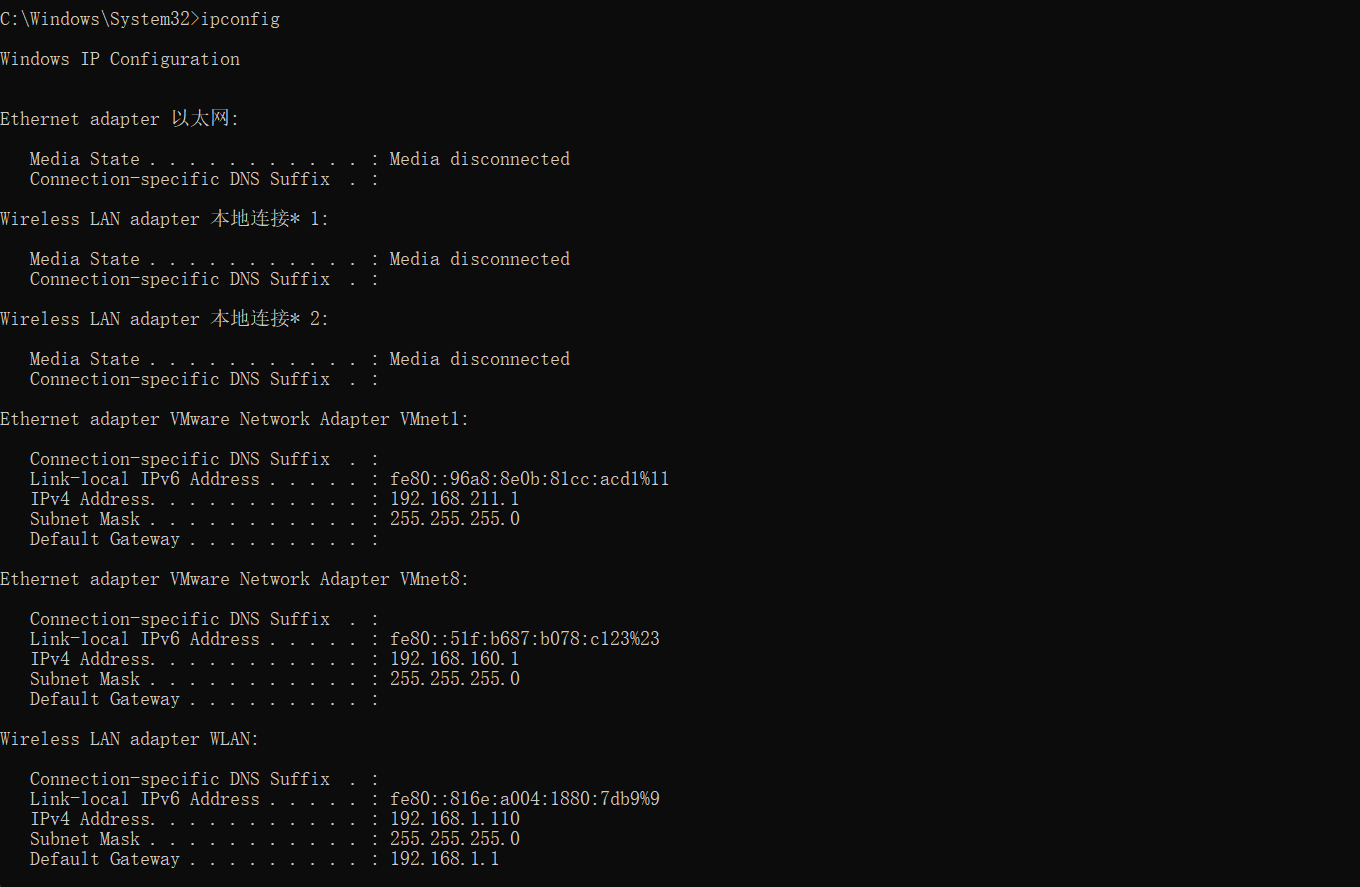 C:\Windows\System32>ipconfig
Windows IP Configuration
Ethernet adapter 以太网:
Media State . . . . . . . . . . . : Media disconnected
Connection-specific DNS Suffix  . :
Wireless LAN adapter 本地连接* 1:
Media State . . . . . . . . . . . : Media disconnected
Connection-specific DNS Suffix  . :
Wireless LAN adapter 本地连接* 2:
Media State . . . . . . . . . . . : Media disconnected
Connection-specific DNS Suffix  . :
Ethernet adapter VMware Network Adapter VMnet1:
Connection-specific DNS Suffix  . :
Link-local IPv6 Address . . . . . : fe80::96a8:8e0b:81cc:acd1%11
IPv4 Address. . . . . . . . . . . : 192.168.211.1
Subnet Mask . . . . . . . . . . . : 255.255.255.0
Default Gateway . . . . . . . . . :
Ethernet adapter VMware Network Adapter VMnet8:
Connection-specific DNS Suffix  . :
Link-local IPv6 Address . . . . . : fe80::51f:b687:b078:c123%23
IPv4 Address. . . . . . . . . . . : 192.168.160.1
Subnet Mask . . . . . . . . . . . : 255.255.255.0
Default Gateway . . . . . . . . . :
Wireless LAN adapter WLAN:
Connection-specific DNS Suffix  . :
Link-local IPv6 Address . . . . . : fe80::816e:a004:1880:7db9%9
IPv4 Address. . . . . . . . . . . : 192.168.1.110
Subnet Mask . . . . . . . . . . . : 255.255.255.0
Default Gateway . . . . . . . . . : 192.168.1.1